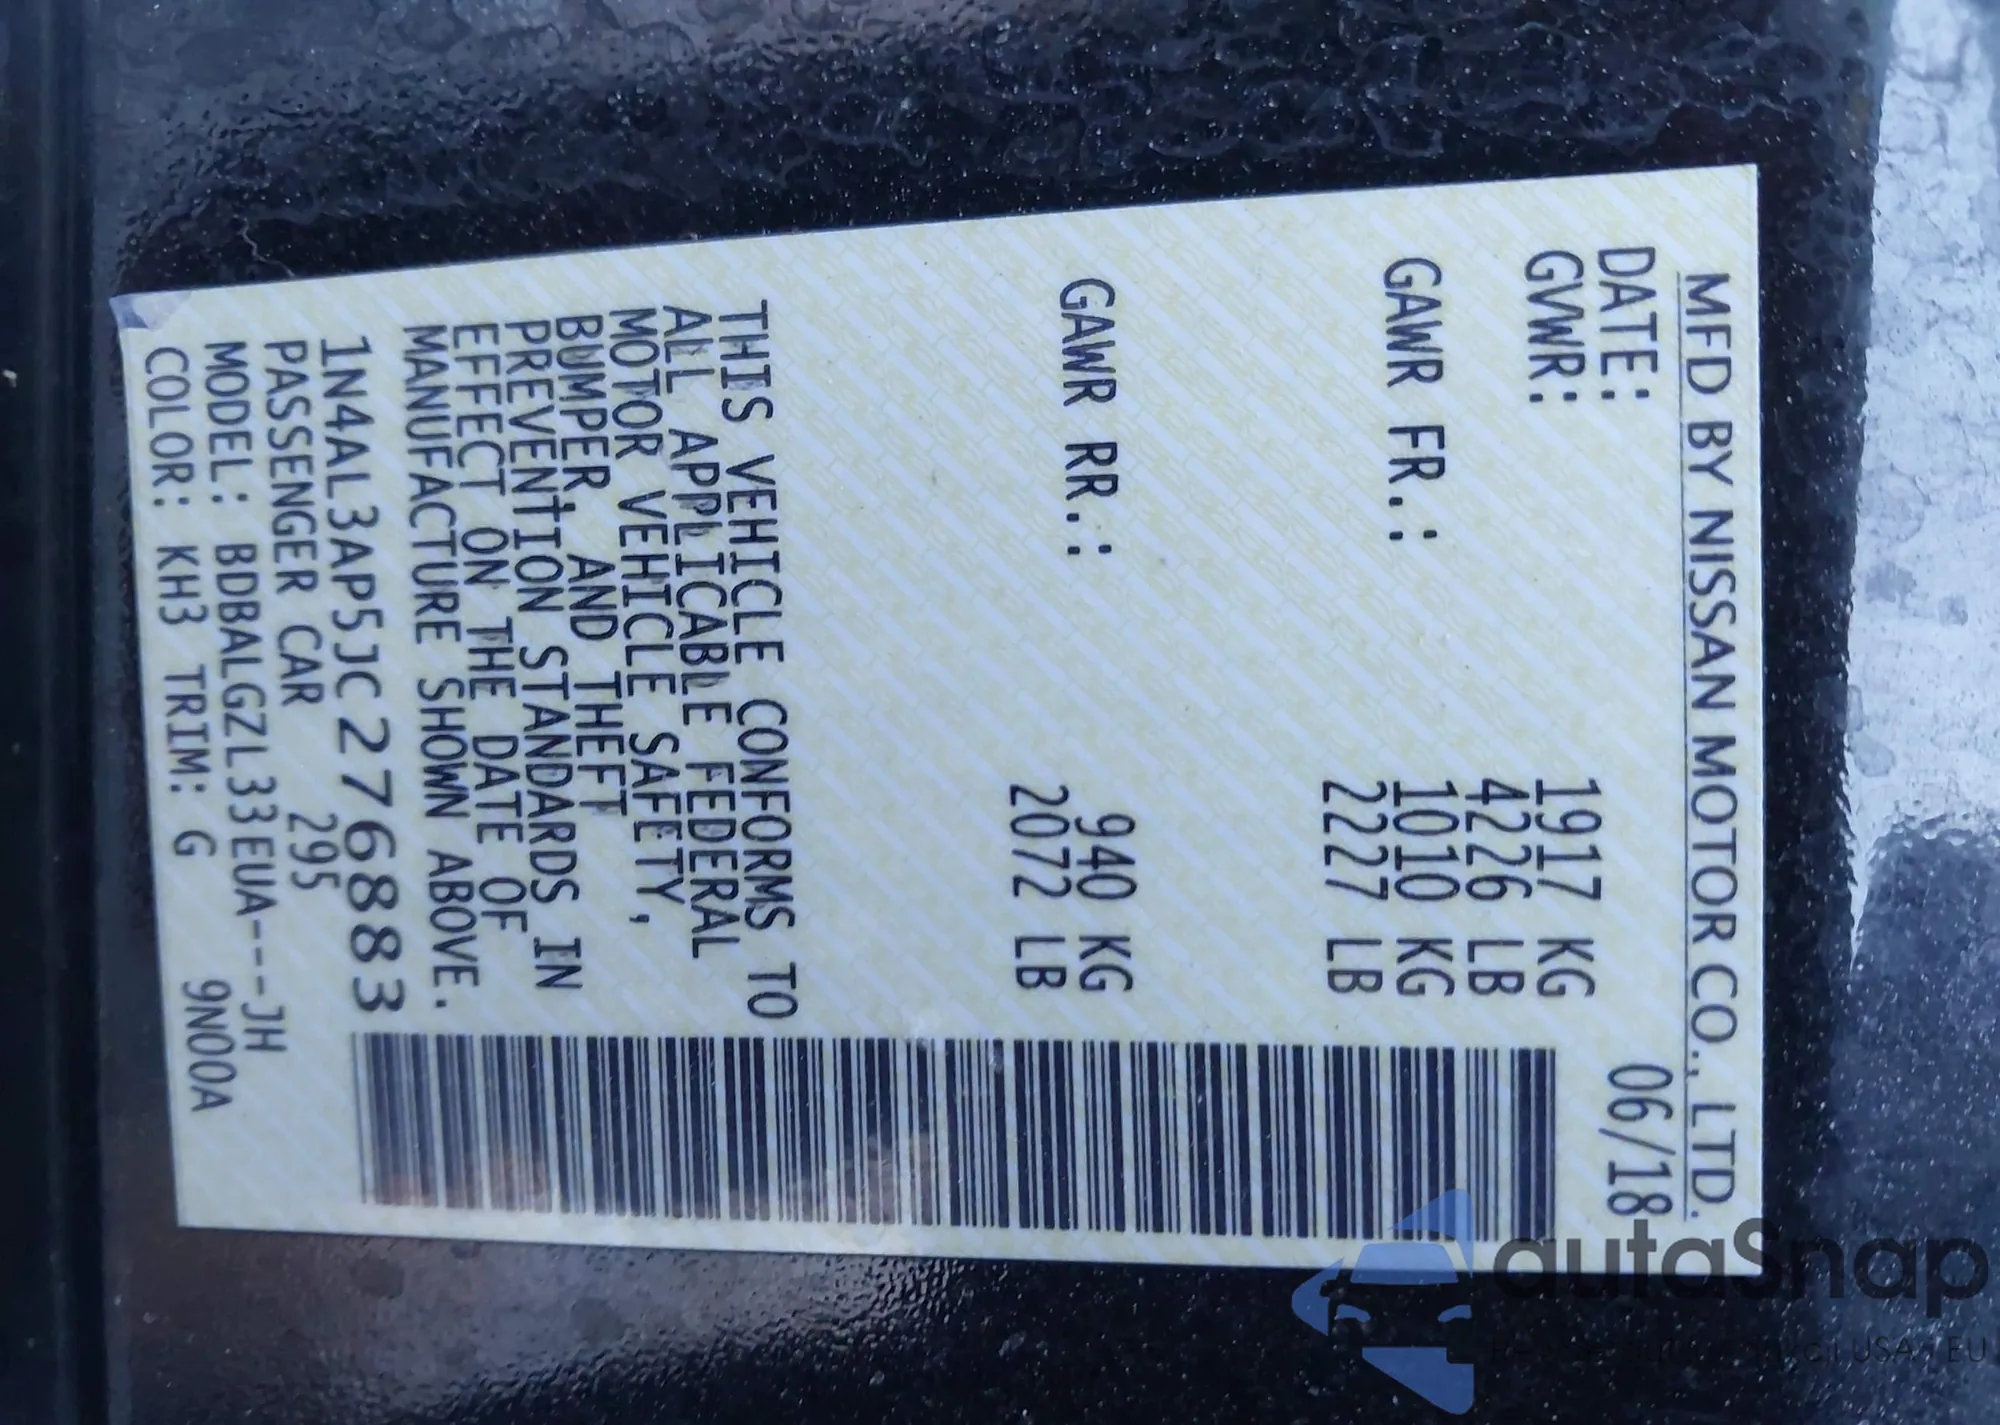 MFD BY NISSAN MOTOR CO., LTD.
DATE: 06/18
GVWR: 1917 KG
4226 LB
GAWR FR.: 1010 KG
2227 LB
GAWR RR.: 940 KG
2072 LB
THIS VEHICLE CONFORMS TO
ALL APPLICABLE FEDERAL
MOTOR VEHICLE SAFETY,
BUMPER, AND THEFT
PREVENTION STANDARDS IN
EFFECT ON THE DATE OF
MANUFACTURE SHOWN ABOVE.
1N4AL3AP5JC276883
PASSENGER CAR 295
MODEL: BDBALGZL33EUA---JH
COLOR: KH3 TRIM: G 9N00A
autaSnap
USA EU